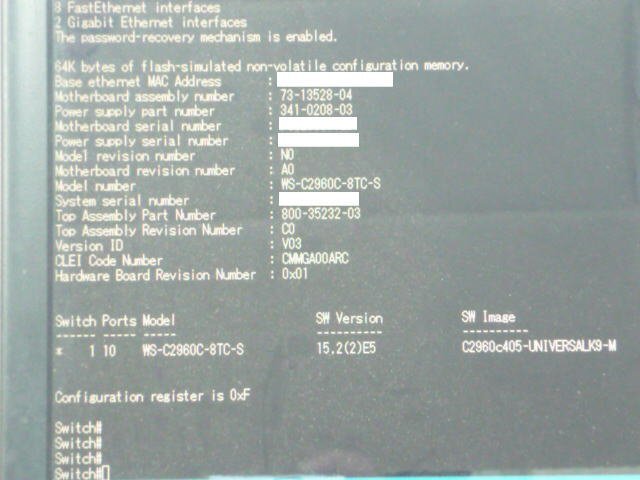 8 FastEthernet interfaces
2 Gigabit Ethernet interfaces
The password-recovery mechanism is enabled.
64K bytes of flash-simulated non-volatile configuration memory.
Base ethernet MAC Address :
Motherboard assembly number : 73-13528-04
Power supply part number : 341-0208-03
Motherboard serial number :
Power supply serial number :
Model revision number : N0
Motherboard revision number : A0
Model number : WS-C2960C-8TC-S
System serial number :
Top Assembly Part Number : 800-35232-03
Top Assembly Revision Number : C0
Version ID : V03
CLEI Code Number : CMMGA00ARC
Hardware Board Revision Number : 0x01
Switch Ports Model SW Version SW Image
------ ----- ----- ---------- ----------
* 1 10 WS-C2960C-8TC-S 15.2(2)E5 C2960c405-UNIVERSALK9-M
Configuration register is 0xF
Switch#
Switch#
Switch#
Switch#